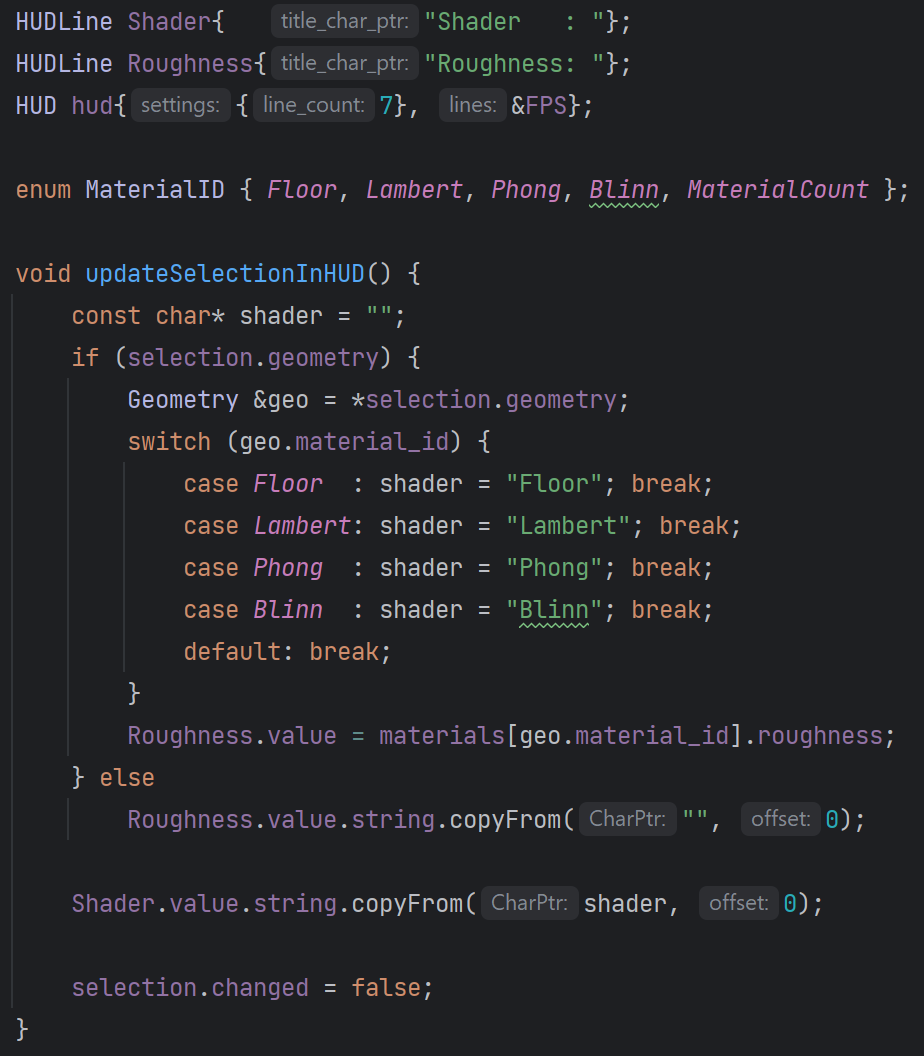 HUDLine Shader{   title_char_ptr: "Shader   : "};
HUDLine Roughness{ title_char_ptr: "Roughness: "};
HUD hud{ settings: { line_count: 7},  lines: &FPS};

enum MaterialID { Floor, Lambert, Phong, Blinn, MaterialCount };

void updateSelectionInHUD() {
    const char* shader = "";
    if (selection.geometry) {
        Geometry &geo = *selection.geometry;
        switch (geo.material_id) {
            case Floor  : shader = "Floor"; break;
            case Lambert: shader = "Lambert"; break;
            case Phong  : shader = "Phong"; break;
            case Blinn  : shader = "Blinn"; break;
            default: break;
        }
        Roughness.value = materials[geo.material_id].roughness;
    } else
        Roughness.value.string.copyFrom( CharPtr: "",  offset: 0);

    Shader.value.string.copyFrom( CharPtr: shader,  offset: 0);

    selection.changed = false;
}